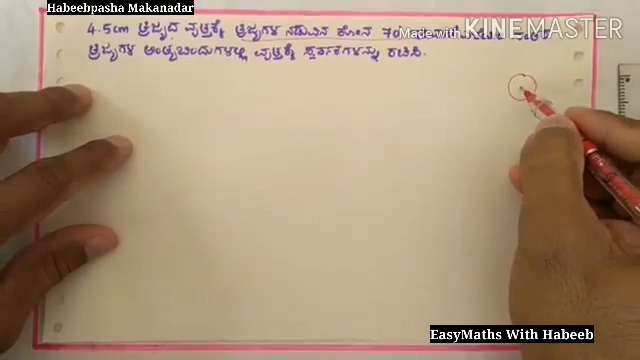 Habeebpasha Makanadar
4.5cm ತ್ರಿಜ್ಯದ ವೃತ್ತಕ್ಕೆ ತ್ರಿಜ್ಯಗಳ ನಡುವಿನ ಕೋನ 70°
Made with KINEMASTER
ತ್ರಿಜ್ಯಗಳ ಅಂತ್ಯಬಿಂದುಗಳಲ್ಲಿ ವೃತ್ತಕ್ಕೆ ಸ್ಪರ್ಶಕಗಳನ್ನು ರಚಿಸಿ.
EasyMaths With Habeeb